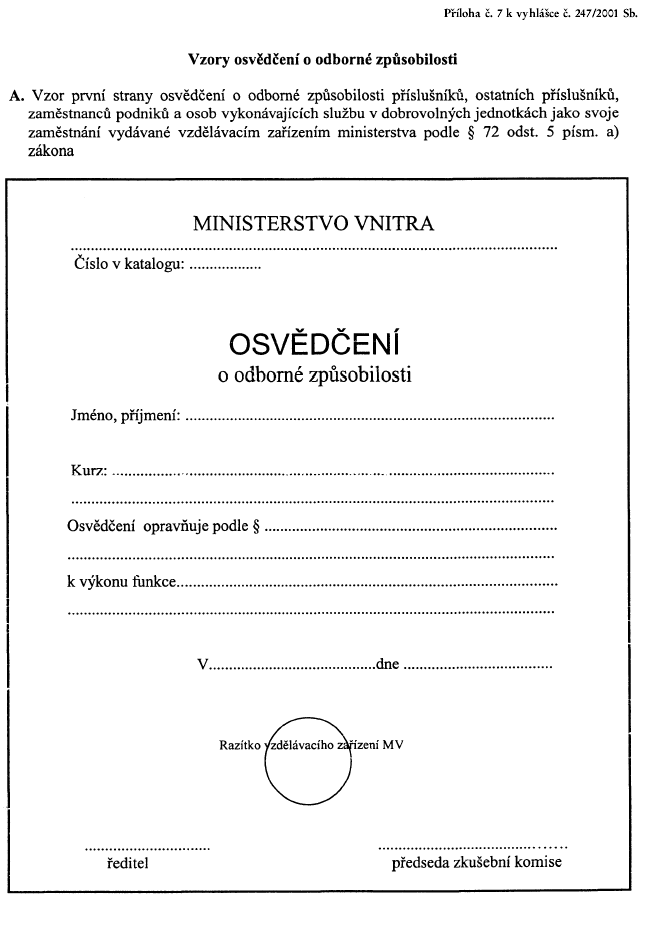 Příloha č. 7 k vyhlášce č. 247/2001 Sb.
Vzory osvědčení o odborné způsobilosti
A. Vzor první strany osvědčení o odborné způsobilosti příslušníků, ostatních příslušníků,
zaměstnanců podniků a osob vykonávajících službu v dobrovolných jednotkách jako svoje
zaměstnání vydávané vzdělávacím zařízením ministerstva podle § 72 odst. 5 písm. a)
zákona
MINISTERSTVO VNITRA
................................................................................
Číslo v katalogu: ..................
OSVĚDČENÍ
o odborné způsobilosti
Jméno, příjmení: ................................................................................
Kurz: ................................................................................
................................................................................
Osvědčení opravňuje podle § ................................................................................
................................................................................
k výkonu funkce................................................................................
................................................................................
V..........................................dne .....................................
Razítko vzdělávacího zařízení MV
................................ ................................................
ředitel předseda zkušební komise